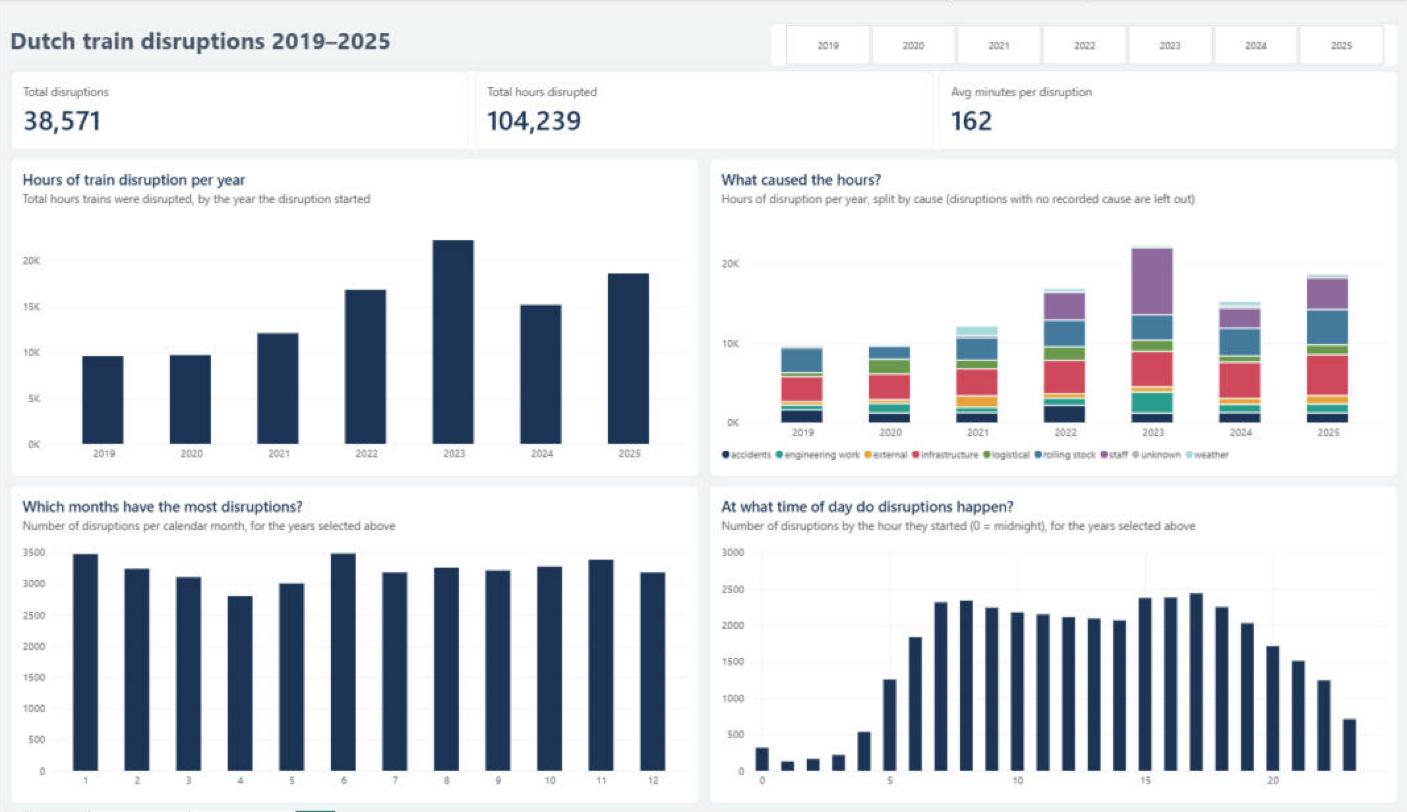 Dutch train disruptions 2019–2025
2019 2020 2021 2022 2023 2024 2025
Total disruptions
38,571
Total hours disrupted
104,239
Avg minutes per disruption
162
Hours of train disruption per year
Total hours trains were disrupted, by the year the disruption started
20K
15K
10K
5K
0K
2019 2020 2021 2022 2023 2024 2025
What caused the hours?
Hours of disruption per year, split by cause (disruptions with no recorded cause are left out)
20K
10K
0K
2019 2020 2021 2022 2023 2024 2025
accidents engineering work external infrastructure logistical rolling stock staff unknown weather
Which months have the most disruptions?
Number of disruptions per calendar month, for the years selected above
3500
3000
2500
2000
1500
1000
500
0
1 2 3 4 5 6 7 8 9 10 11 12
At what time of day do disruptions happen?
Number of disruptions by the hour they started (0 = midnight), for the years selected above
3000
2500
2000
1500
1000
500
0
0 5 10 15 20